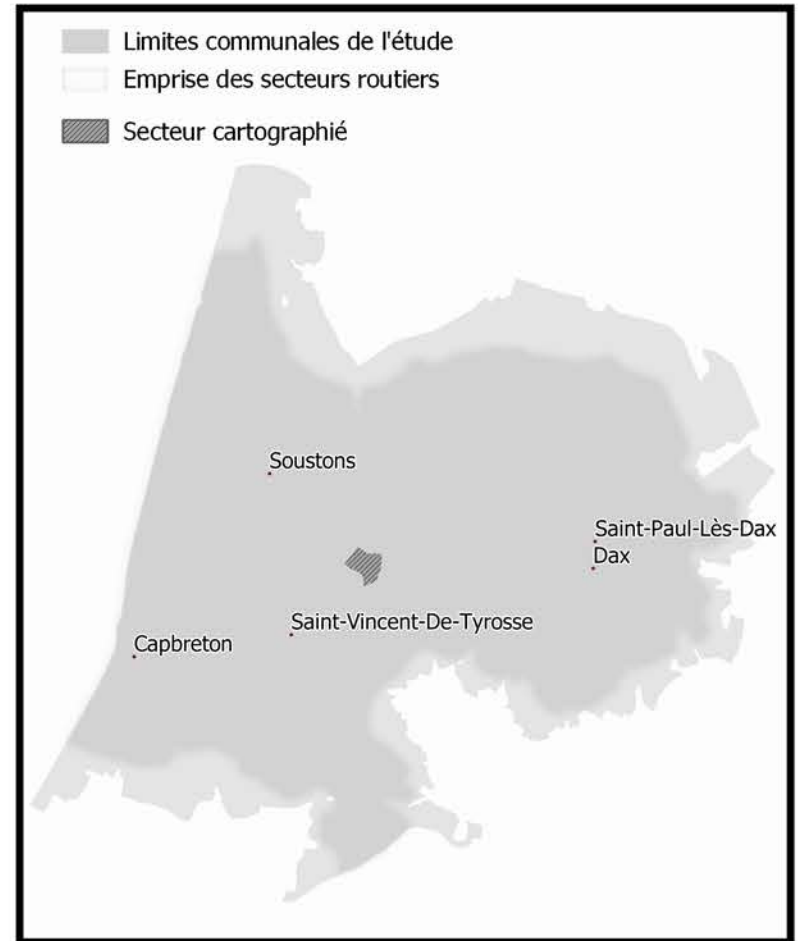 Limites communales de l'étude
Emprise des secteurs routiers
Secteur cartographié
Soustons
Saint-Paul-Lès-Dax
Dax
Saint-Vincent-De-Tyrosse
Capbreton